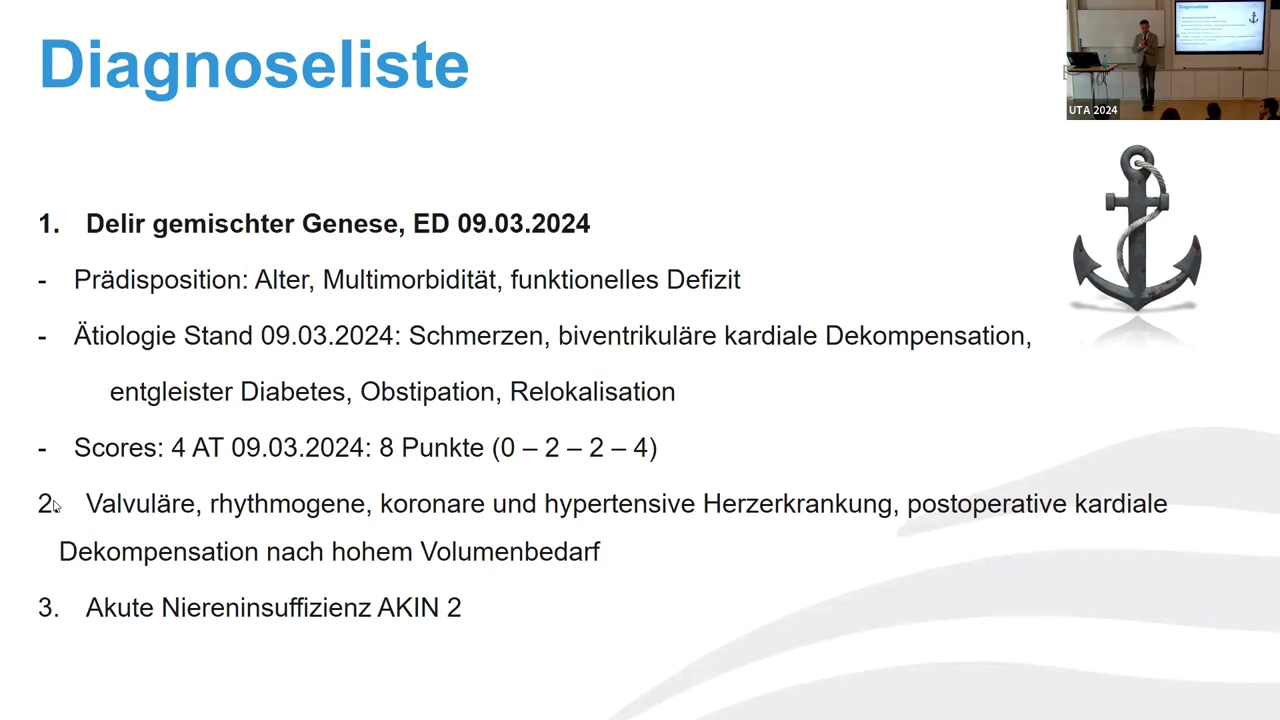 Diagnoseliste
UTA 2024
1. Delir gemischter Genese, ED 09.03.2024
- Prädisposition: Alter, Multimorbidität, funktionelles Defizit
- Ätiologie Stand 09.03.2024: Schmerzen, biventrikuläre kardiale Dekompensation,
entgleister Diabetes, Obstipation, Relokalisation
- Scores: 4 AT 09.03.2024: 8 Punkte (0 – 2 – 2 – 4)
2. Valvuläre, rhythmogene, koronare und hypertensive Herzerkrankung, postoperative kardiale
Dekompensation nach hohem Volumenbedarf
3. Akute Niereninsuffizienz AKIN 2